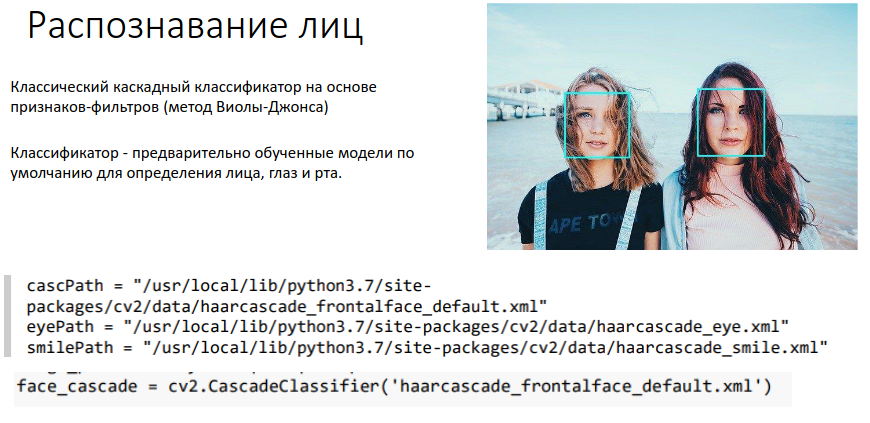 Распознавание лиц
Классический каскадный классификатор на основе
признаков-фильтров (метод Виолы-Джонса)
Классификатор - предварительно обученные модели по
умолчанию для определения лица, глаз и рта.
APE TOW
cascPath = "/usr/local/lib/python3.7/site-
packages/cv2/data/haarcascade_frontalface_default.xml"
eyePath = "/usr/local/lib/python3.7/site-packages/cv2/data/haarcascade_eye.xml"
smilePath = "/usr/local/lib/python3.7/site-packages/cv2/data/haarcascade_smile.xml"
face_cascade = cv2.CascadeClassifier('haarcascade_frontalface_default.xml')